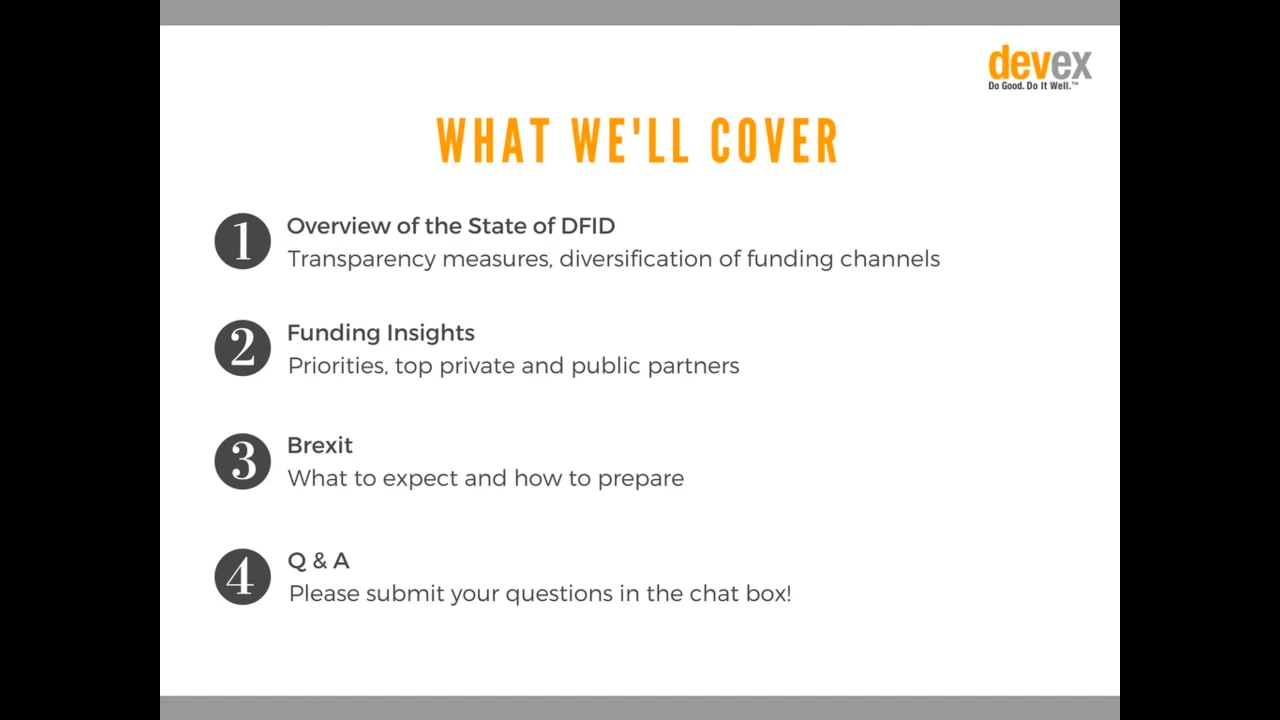 devex
Do Good. Do It Well.™
WHAT WE'LL COVER
1
Overview of the State of DFID
Transparency measures, diversification of funding channels
2
Funding Insights
Priorities, top private and public partners
3
Brexit
What to expect and how to prepare
4
Q & A
Please submit your questions in the chat box!